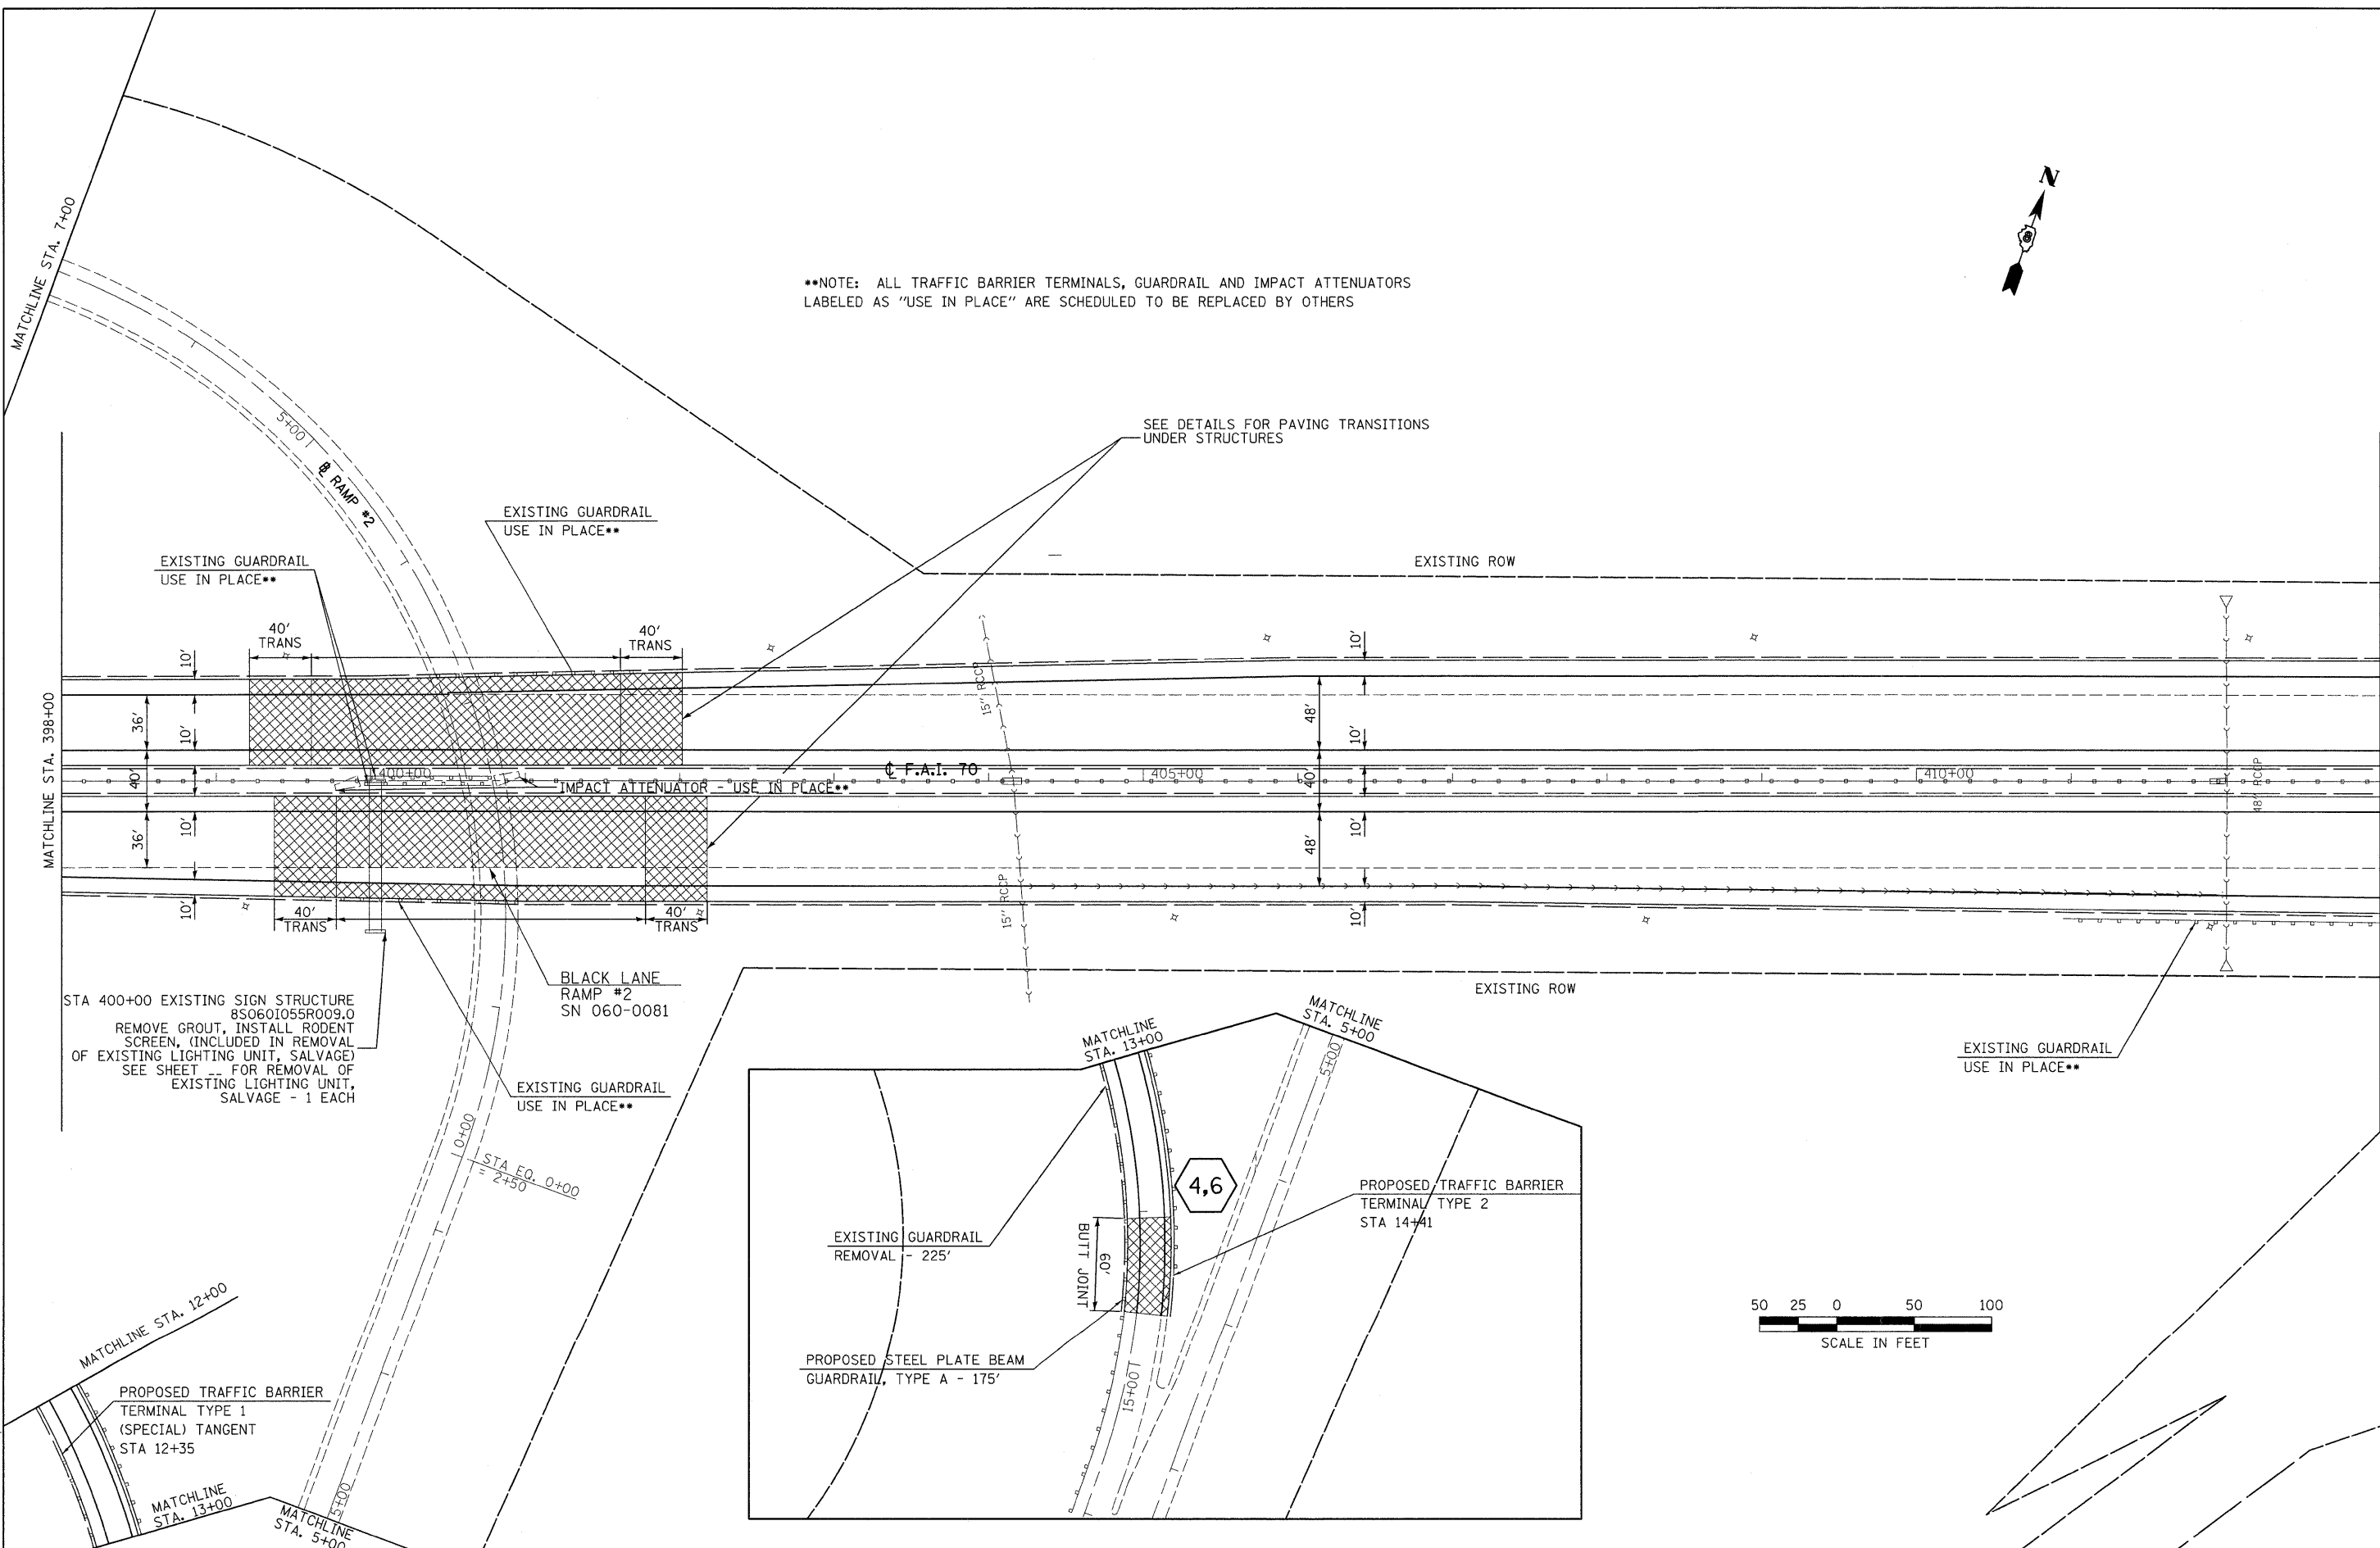 MATCHLINE STA. 7+00
N
8
**NOTE: ALL TRAFFIC BARRIER TERMINALS, GUARDRAIL AND IMPACT ATTENUATORS
LABELED AS "USE IN PLACE" ARE SCHEDULED TO BE REPLACED BY OTHERS
SEE DETAILS FOR PAVING TRANSITIONS
UNDER STRUCTURES
5+00
RAMP #2
EXISTING GUARDRAIL
USE IN PLACE**
EXISTING GUARDRAIL
USE IN PLACE**
EXISTING ROW
40'
TRANS
40'
TRANS
10'
10'
15" RCCP
MATCHLINE STA. 398+00
36'
10'
48'
10'
40'
400+00
℄ F.A.I. 70
405+00
40'
410+00
48" RCCP
IMPACT ATTENUATOR - USE IN PLACE**
36'
10'
48'
10'
10'
40'
TRANS
40'
TRANS
15" RCCP
10'
BLACK LANE
RAMP #2
SN 060-0081
EXISTING ROW
STA 400+00 EXISTING SIGN STRUCTURE
8S060I055R009.0
REMOVE GROUT, INSTALL RODENT
SCREEN, (INCLUDED IN REMOVAL
OF EXISTING LIGHTING UNIT, SALVAGE)
SEE SHEET __ FOR REMOVAL OF
EXISTING LIGHTING UNIT,
SALVAGE - 1 EACH
EXISTING GUARDRAIL
USE IN PLACE**
EXISTING GUARDRAIL
USE IN PLACE**
0+00
STA EQ. 0+00
= 2+50
MATCHLINE
STA. 13+00
MATCHLINE
STA. 5+00
5+00
4,6
PROPOSED TRAFFIC BARRIER
TERMINAL TYPE 2
STA 14+41
EXISTING GUARDRAIL
REMOVAL - 225'
60'
BUTT JOINT
PROPOSED STEEL PLATE BEAM
GUARDRAIL, TYPE A - 175'
15+00
50 25 0 50 100
SCALE IN FEET
MATCHLINE STA. 12+00
PROPOSED TRAFFIC BARRIER
TERMINAL TYPE 1
(SPECIAL) TANGENT
STA 12+35
MATCHLINE
STA. 13+00
5+00
MATCHLINE
STA. 5+00